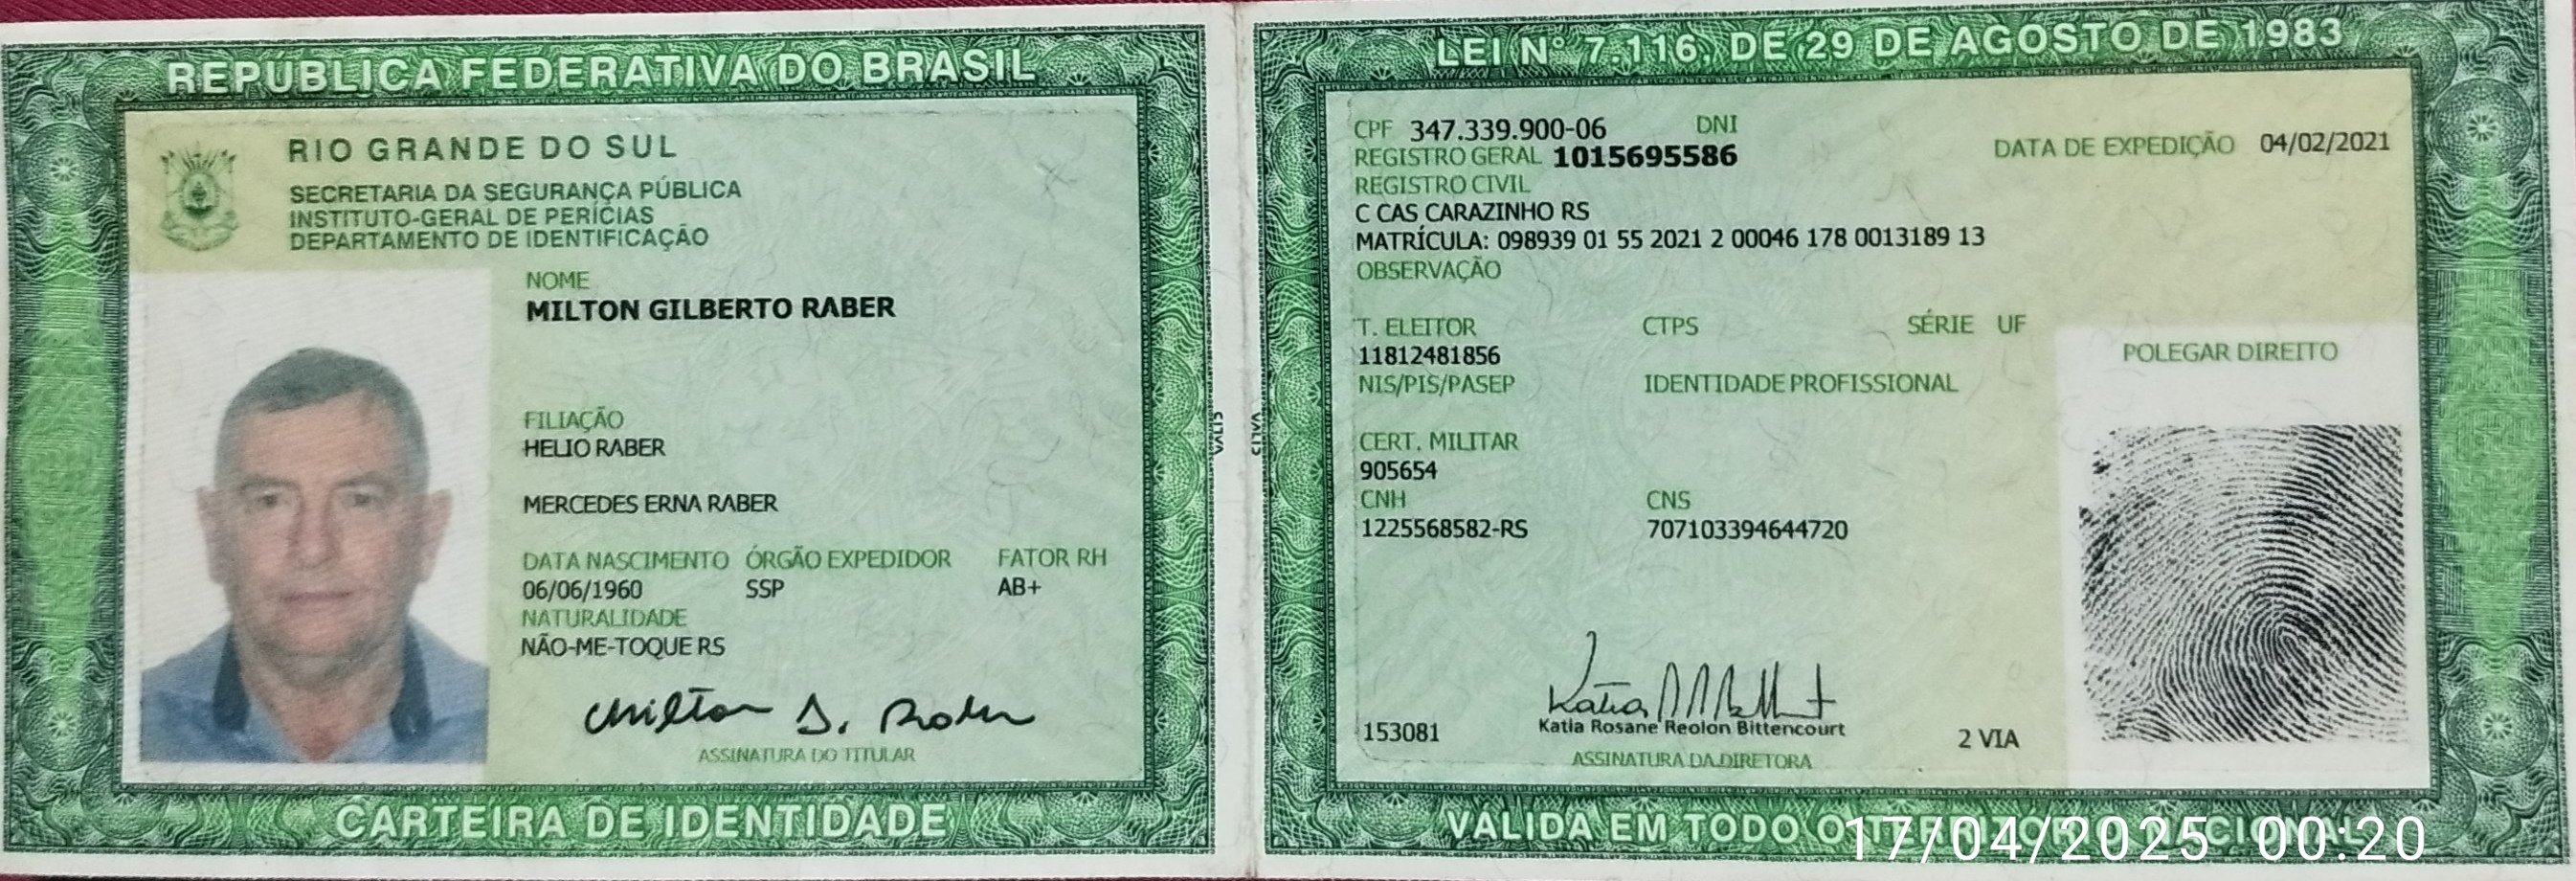 REPÚBLICA FEDERATIVA DO BRASIL
RIO GRANDE DO SUL
SECRETARIA DA SEGURANÇA PÚBLICA
INSTITUTO-GERAL DE PERÍCIAS
DEPARTAMENTO DE IDENTIFICAÇÃO
NOME
MILTON GILBERTO RABER
FILIAÇÃO
HELIO RABER
MERCEDES ERNA RABER
DATA NASCIMENTO ÓRGÃO EXPEDIDOR FATOR RH
06/06/1960 SSP AB+
NATURALIDADE
NÃO-ME-TOQUE RS
Milton G. Raber
ASSINATURA DO TITULAR
CARTEIRA DE IDENTIDADE
LEI Nº 7.116, DE 29 DE AGOSTO DE 1983
CPF 347.339.900-06 DNI
REGISTRO GERAL 1015695586 DATA DE EXPEDIÇÃO 04/02/2021
REGISTRO CIVIL
C CAS CARAZINHO RS
MATRÍCULA: 098939 01 55 2021 2 00046 178 0013189 13
OBSERVAÇÃO
T. ELEITOR CTPS SÉRIE UF
11812481856
POLEGAR DIREITO
NIS/PIS/PASEP IDENTIDADE PROFISSIONAL
CERT. MILITAR
905654
CNH CNS
1225568582-RS 707103394644720
Katia Rosane Reolon Bittencourt
153081 2 VIA
ASSINATURA DA DIRETORA
VÁLIDA EM TODO O TERRITÓRIO NACIONAL
17/04/2025 00:20